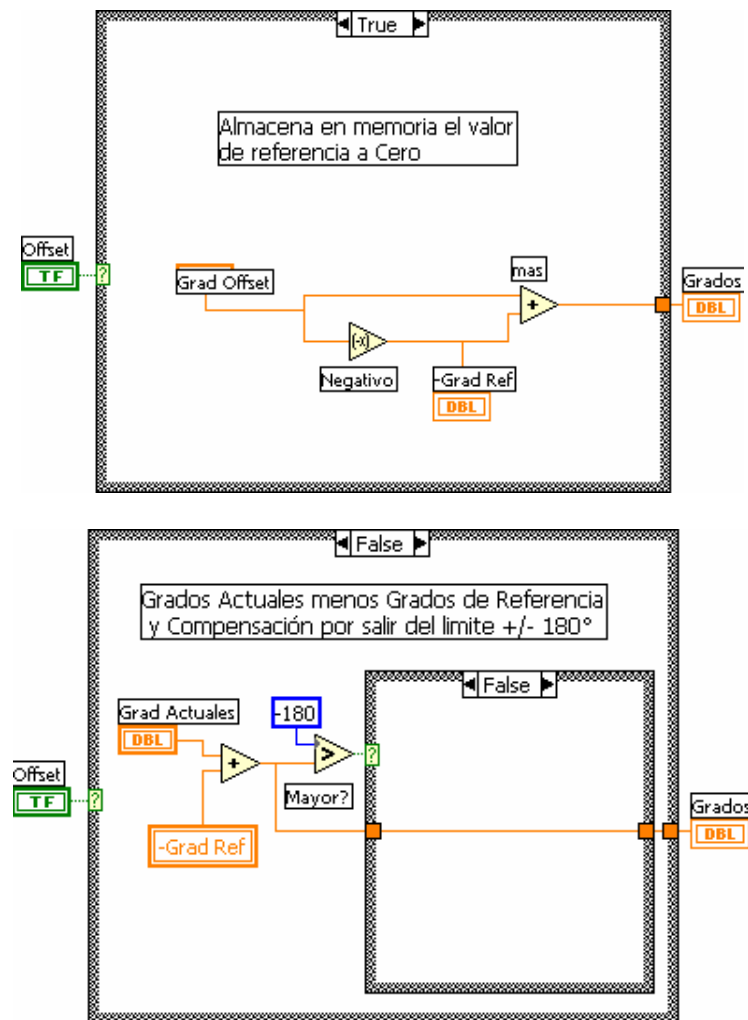 True
Almacena en memoria el valor
de referencia a Cero
Offset
TF
?
Grad Offset
mas
+
Grados
DBL
(-x)
Negativo
-Grad Ref
DBL
False
Grados Actuales menos Grados de Referencia
y Compensación por salir del limite +/- 180°
False
Grad Actuales
DBL
-180
+
>
?
Mayor?
Offset
TF
?
-Grad Ref
Grados
DBL